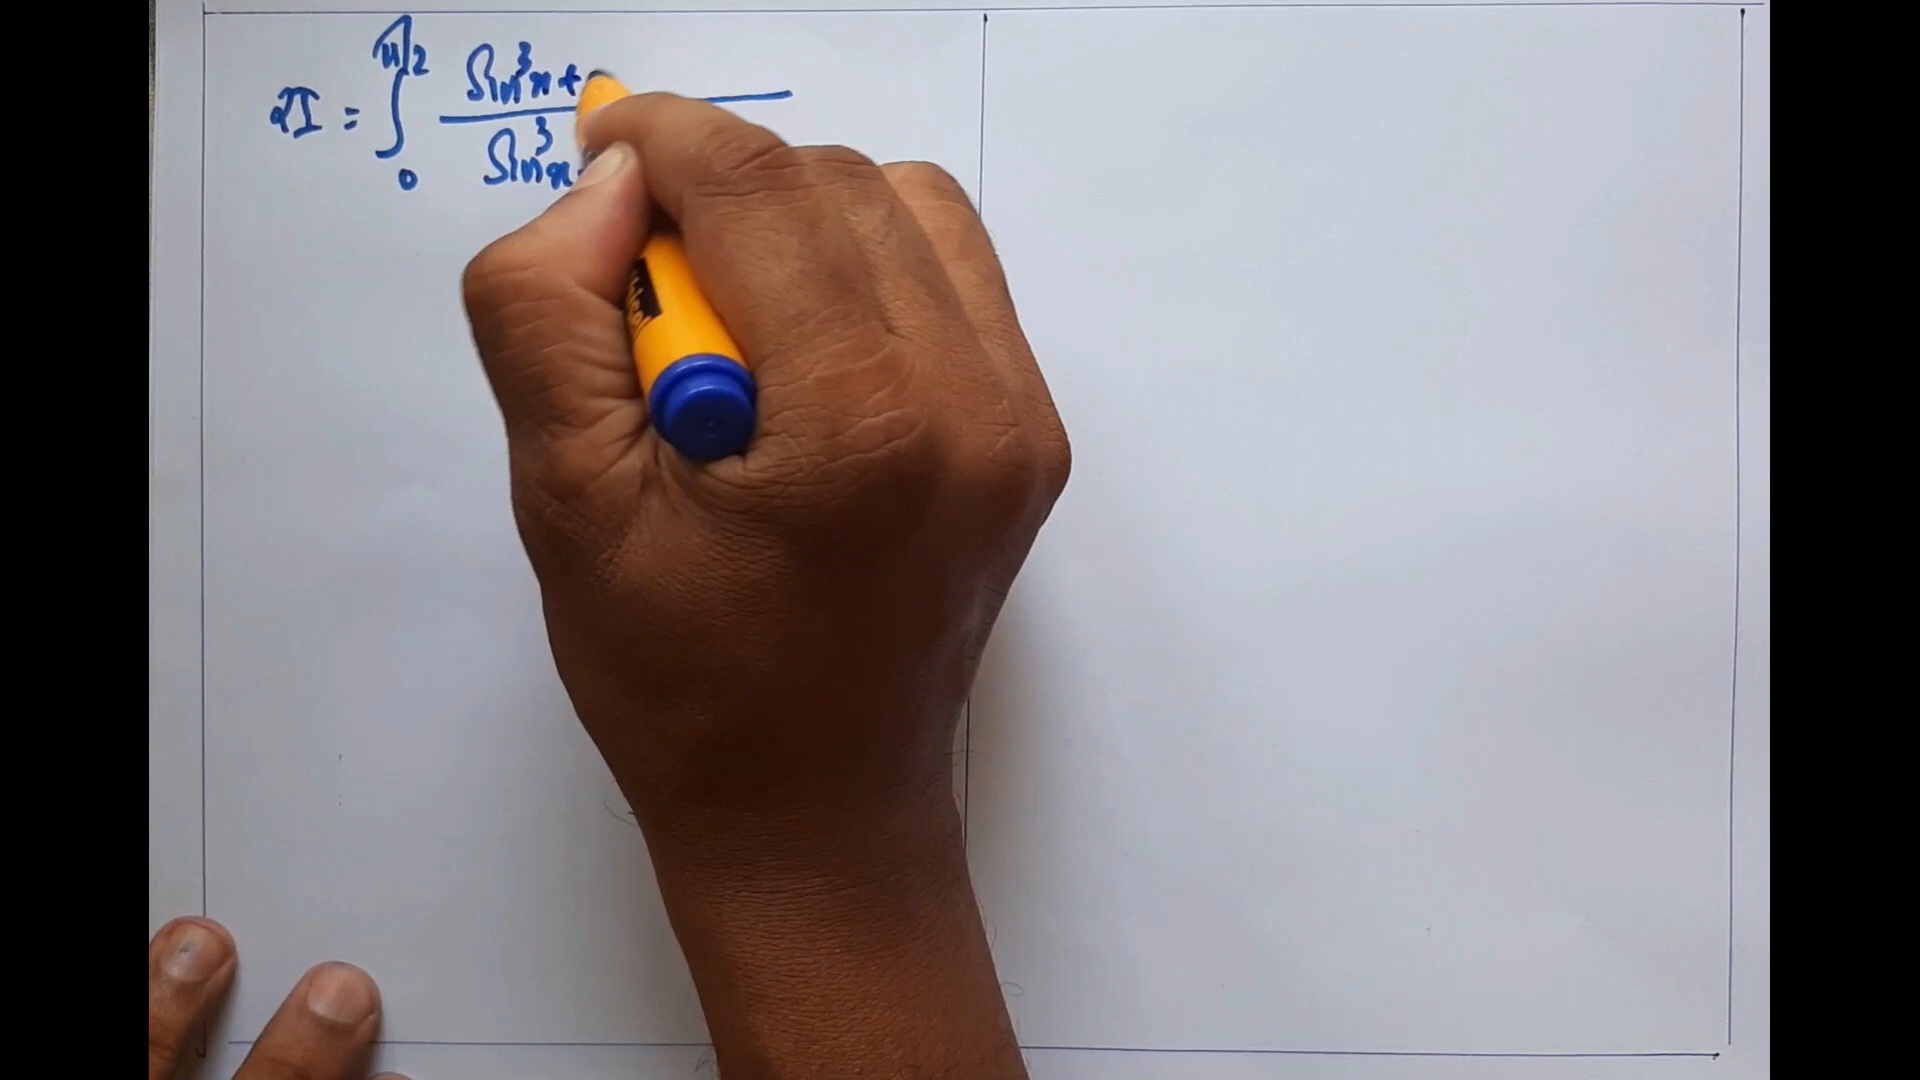 2I = ∫₀^{π/2} (Sin³x + / Sin³x